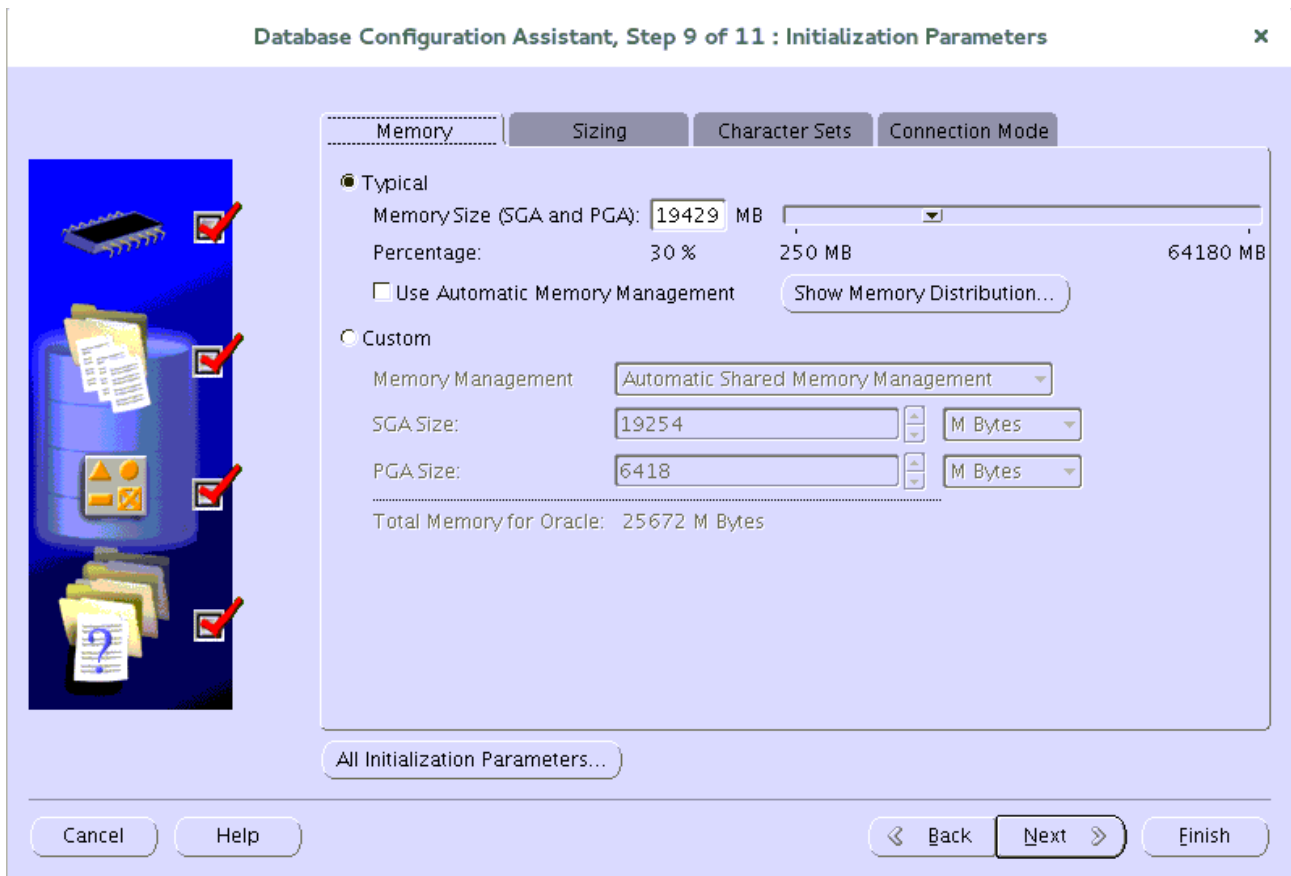 Database Configuration Assistant, Step 9 of 11 : Initialization Parameters
Memory Sizing Character Sets Connection Mode
Typical
Memory Size (SGA and PGA): 19429 MB
Percentage: 30 % 250 MB 64180 MB
Use Automatic Memory Management Show Memory Distribution...
Custom
Memory Management Automatic Shared Memory Management
SGA Size: 19254 M Bytes
PGA Size: 6418 M Bytes
Total Memory for Oracle: 25672 M Bytes
?
All Initialization Parameters...
Cancel Help Back Next Finish